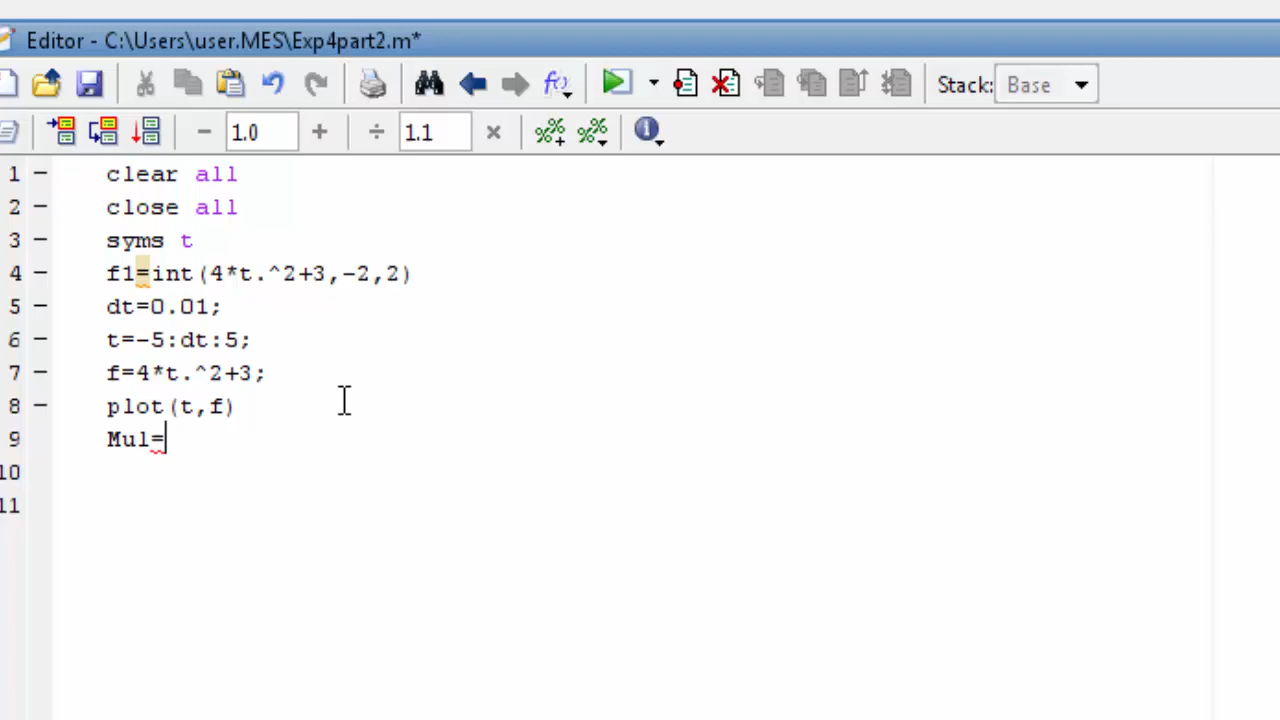 Editor - C:\Users\user.MES\Exp4part2.m*
Stack: Base
1.0 1.1
1 clear all
2 close all
3 syms t
4 f1=int(4*t.^2+3,-2,2)
5 dt=0.01;
6 t=-5:dt:5;
7 f=4*t.^2+3;
8 plot(t,f)
9 Mul=
10
11